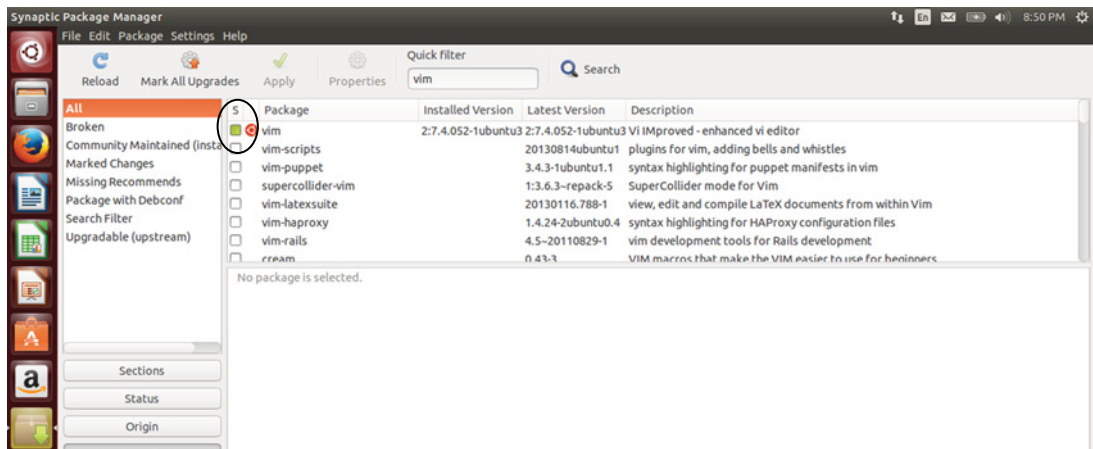 Synaptic Package Manager
En 8:50 PM
File Edit Package Settings Help
Reload Mark All Upgrades Apply Properties Quick filter
vim
Search
All
Broken
Community Maintained (insta
Marked Changes
Missing Recommends
Package with Debconf
Search Filter
Upgradable (upstream)
S Package Installed Version Latest Version Description
vim 2:7.4.052-1ubuntu3 2:7.4.052-1ubuntu3 Vi IMproved - enhanced vi editor
vim-scripts 20130814ubuntu1 plugins for vim, adding bells and whistles
vim-puppet 3.4.3-1ubuntu1.1 syntax highlighting for puppet manifests in vim
supercollider-vim 1:3.6.3~repack-5 SuperCollider mode for Vim
vim-latexsuite 20130116.788-1 view, edit and compile LaTeX documents from within Vim
vim-haproxy 1.4.24-2ubuntu0.4 syntax highlighting for HAProxy configuration files
vim-rails 4.5~20110829-1 vim development tools for Rails development
cream 0.43-3 VIM macros that make the VIM easier to use for beginners
No package is selected.
Sections
Status
Origin
a